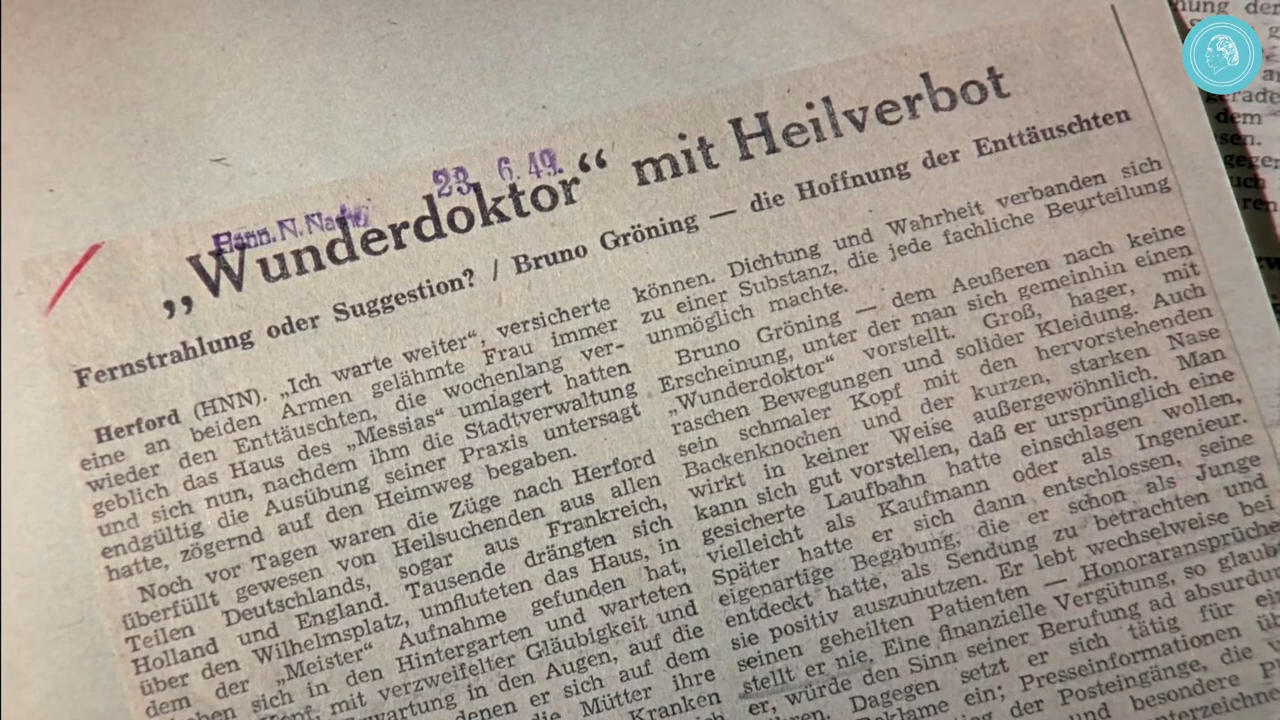 23. 6. 49.
Hann. N. Nachr.
„Wunderdoktor“ mit Heilverbot
Fernstrahlung oder Suggestion? / Bruno Gröning — die Hoffnung der Enttäuschten
Herford (HNN). „Ich warte weiter“, versicherte
eine an beiden Armen gelähmte Frau immer
wieder den Enttäuschten, die wochenlang ver-
geblich das Haus des „Messias“ umlagert hatten
und sich nun, nachdem ihm die Stadtverwaltung
endgültig die Ausübung seiner Praxis untersagt
hatte, zögernd auf den Heimweg begaben.
Noch vor Tagen waren die Züge nach Herford
überfüllt gewesen von Heilsuchenden aus allen
Teilen Deutschlands, sogar aus Frankreich,
Holland und England. Tausende drängten sich
über den Wilhelmsplatz, umfluteten das Haus, in
dem der „Meister“ Aufnahme gefunden hat,
sich in den Hintergarten und warteten
mit verzweifelter Gläubigkeit und
in den Augen, auf die
denen er sich auf dem
die Mütter ihre
Kranken
können. Dichtung und Wahrheit verbanden sich
zu einer Substanz, die jede fachliche Beurteilung
unmöglich machte.
Bruno Gröning — dem Aeußeren nach keine
Erscheinung, unter der man sich gemeinhin einen
„Wunderdoktor“ vorstellt. Groß, hager, mit
raschen Bewegungen und solider Kleidung. Auch
sein schmaler Kopf mit den hervorstehenden
Backenknochen und der kurzen, starken Nase
wirkt in keiner Weise außergewöhnlich. Man
kann sich gut vorstellen, daß er ursprünglich eine
gesicherte Laufbahn hatte einschlagen wollen,
vielleicht als Kaufmann oder als Ingenieur.
Später hatte er sich dann entschlossen, seine
eigenartige Begabung, die er schon als Junge
entdeckt hatte, als Sendung zu betrachten und
sie positiv auszuhutzen. Er lebt wechselweise bei
seinen geheilten Patienten — Honoraransprüche
stellt er nie. Eine finanzielle Vergütung, so glaubt
er, würde den Sinn seiner Berufung ad absurdum
Dagegen setzt er sich tätig für
ein; Presseinformationen
der Posteingänge, die
und besondere